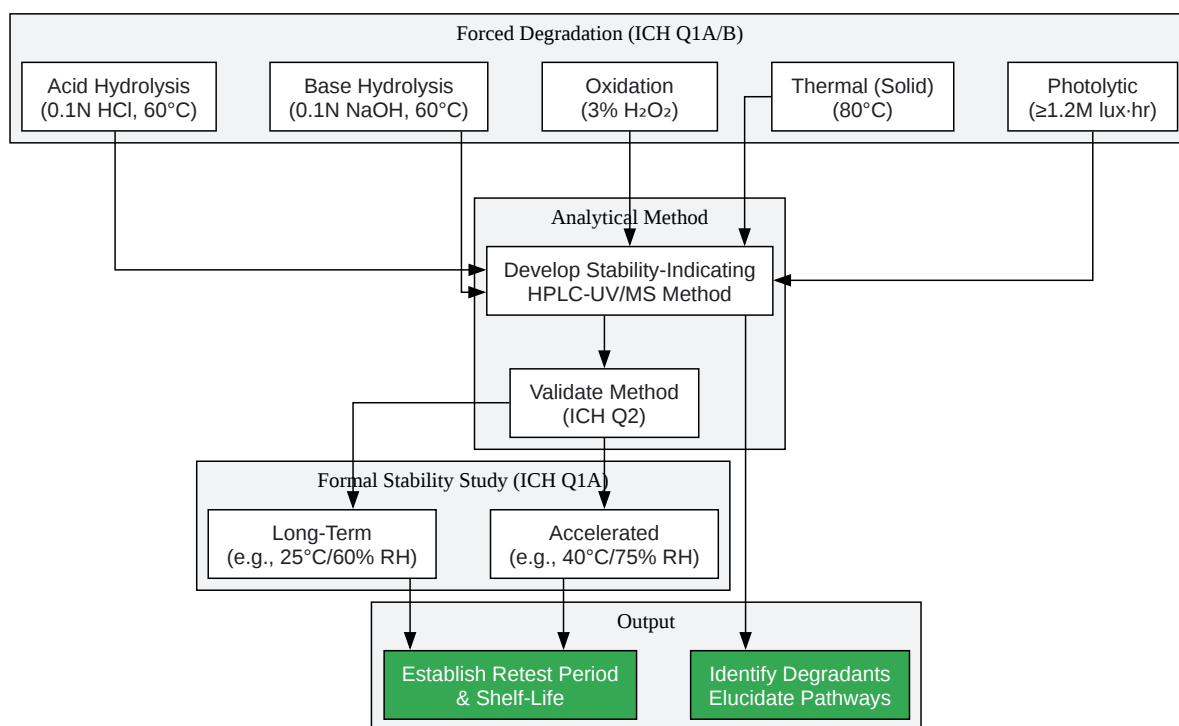 Forced Degradation (ICH Q1A/B)
Acid Hydrolysis
(0.1N HCl, 60°C)
Base Hydrolysis
(0.1N NaOH, 60°C)
Oxidation
(3% H₂O₂)
Thermal (Solid)
(80°C)
Photolytic
(≥1.2M lux·hr)
Analytical Method
Develop Stability-Indicating
HPLC-UV/MS Method
Validate Method
(ICH Q2)
Formal Stability Study (ICH Q1A)
Long-Term
(e.g., 25°C/60% RH)
Accelerated
(e.g., 40°C/75% RH)
Output
Establish Retest Period
& Shelf-Life
Identify Degradants
Elucidate Pathways